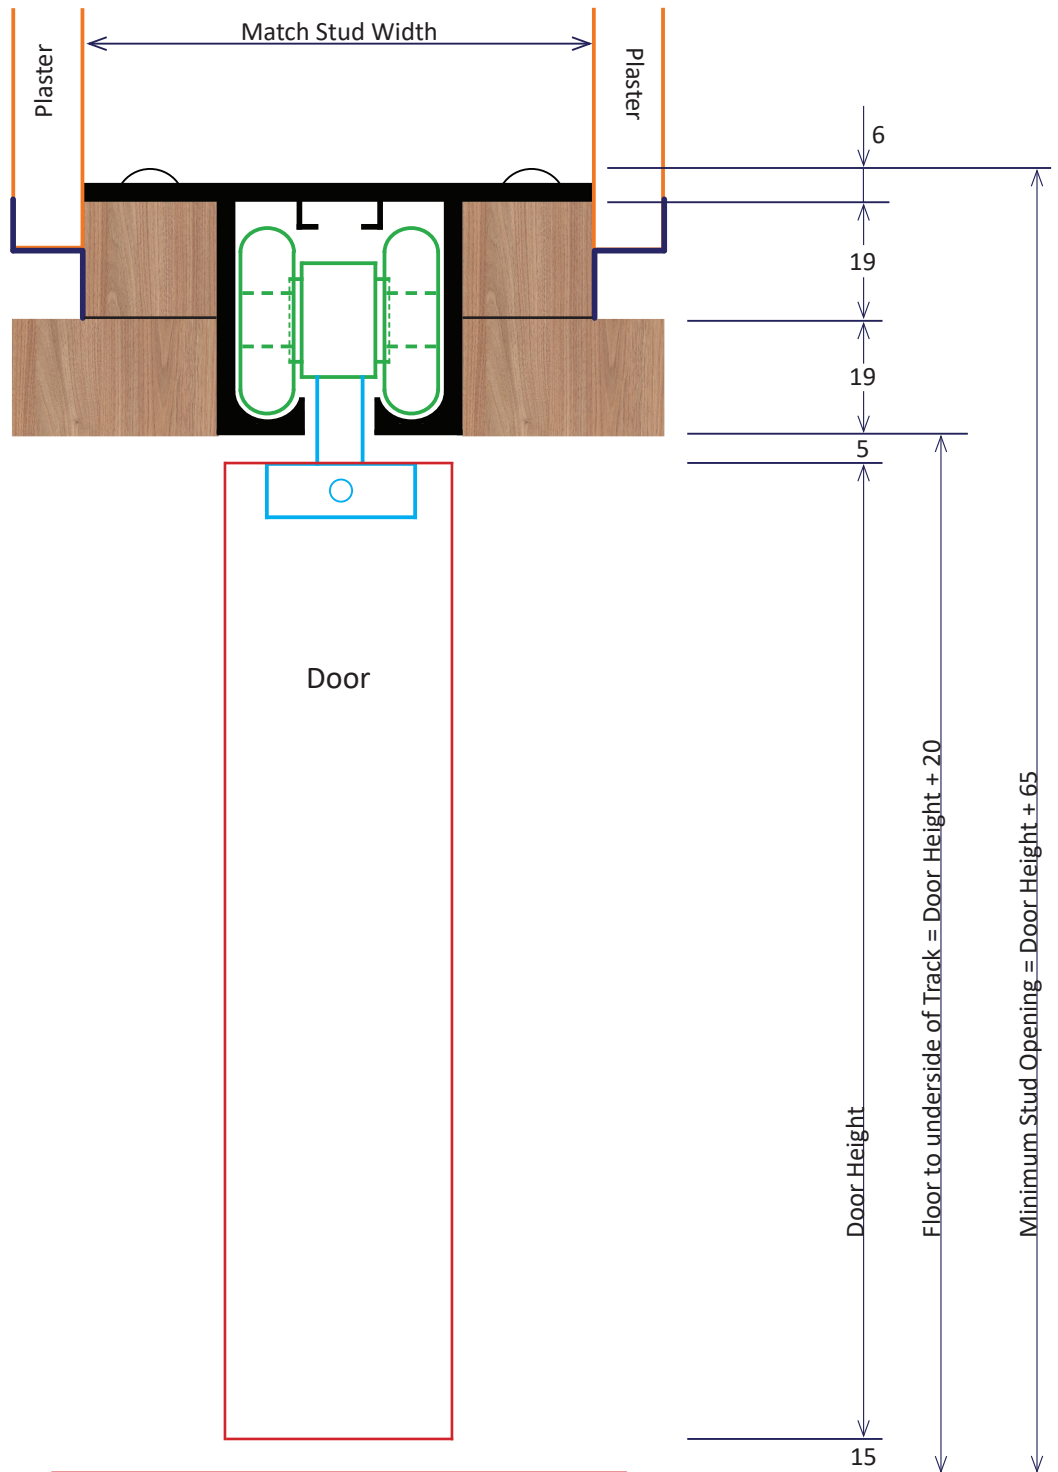 Match Stud Width
Plaster
Plaster
6
19
19
5
Door
Door Height
Floor to underside of Track = Door Height + 20
Minimum Stud Opening = Door Height + 65
15